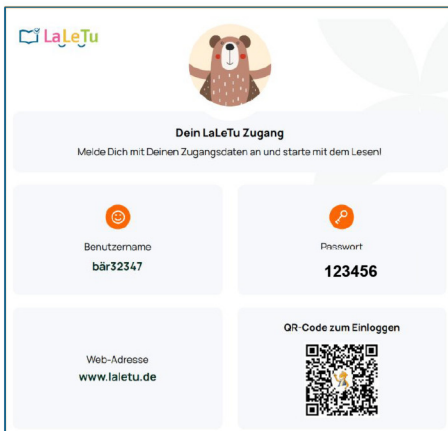 LaLeTu
Dein LaLeTu Zugang
Melde Dich mit Deinen Zugangsdaten an und starte mit dem Lesen!
Benutzername
bär32347
Passwort
123456
Web-Adresse
www.laletu.de
QR-Code zum Einloggen